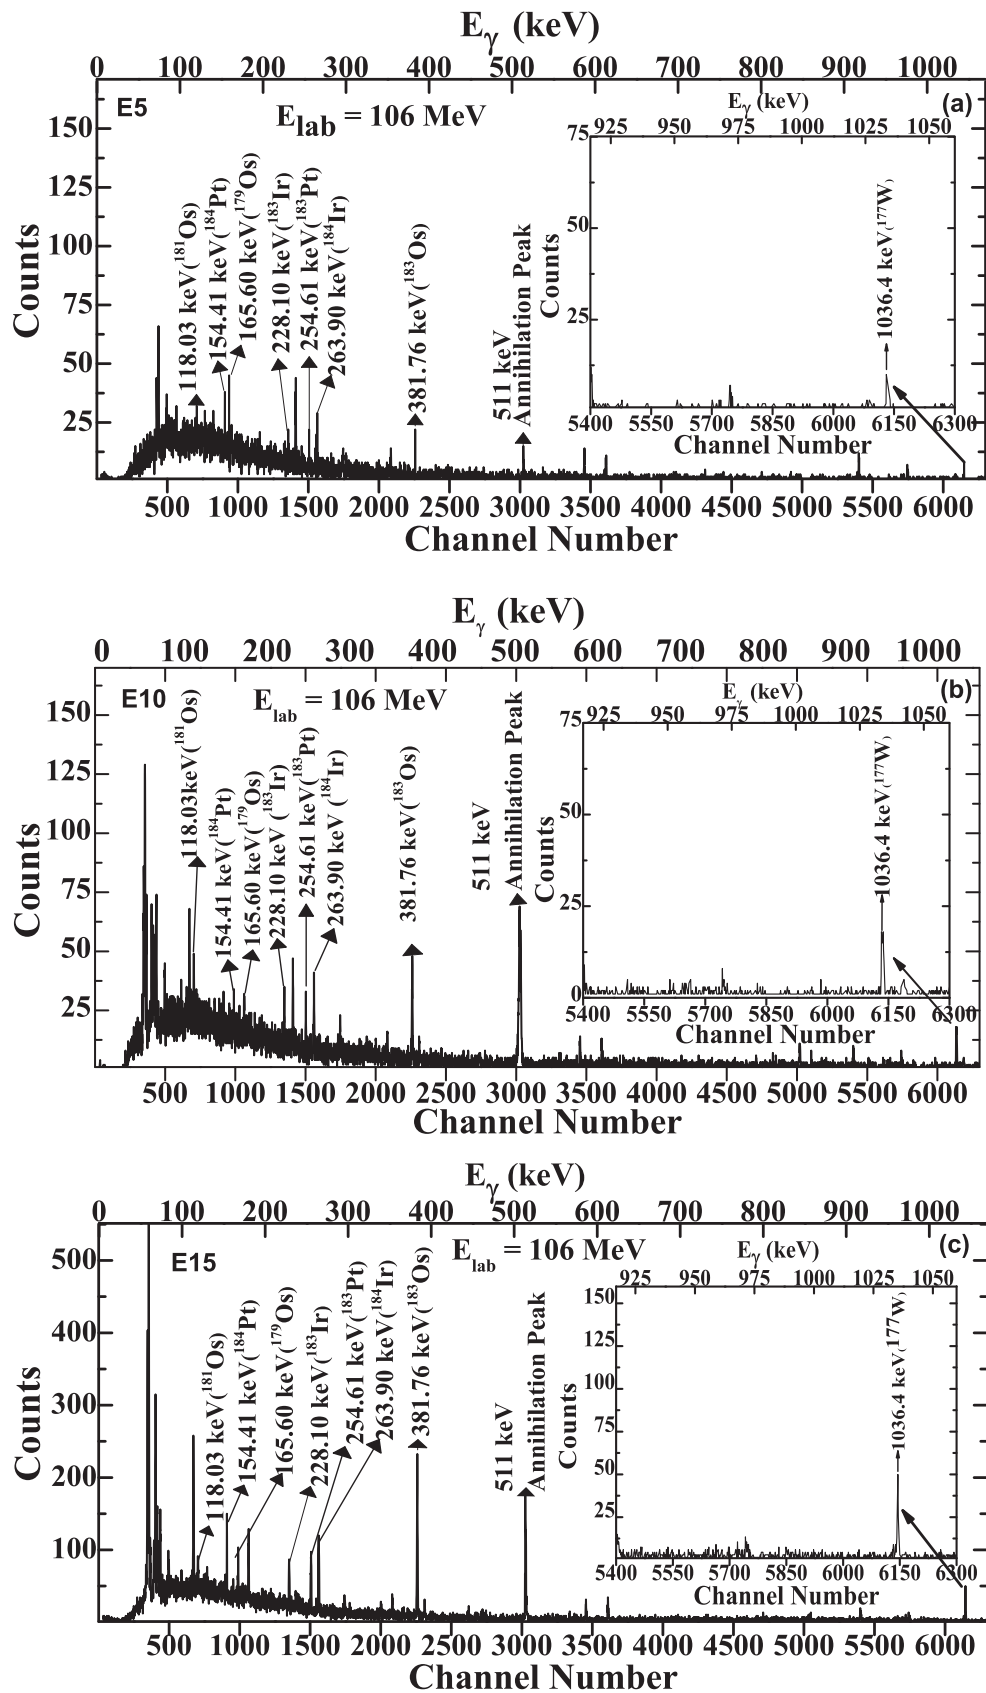 E_γ (keV)
0 100 200 300 400 500 600 700 800 900 1000
E5
E_lab = 106 MeV
(a)
Counts
150
125
100
75
50
25
118.03 keV(¹⁸¹Os)
154.41 keV(¹⁸⁴Pt)
165.60 keV(¹⁷⁹Os)
228.10 keV(¹⁸³Ir)
254.61 keV(¹⁸³Pt)
263.90 keV(¹⁸⁴Ir)
381.76 keV(¹⁸³Os)
511 keV
Annihilation Peak
E_γ (keV)
925 950 975 1000 1025 1050
Counts
75
50
25
1036.4 keV(¹⁷⁷W)
5400 5550 5700 5850 6000 6150 6300
Channel Number
500 1000 1500 2000 2500 3000 3500 4000 4500 5000 5500 6000
Channel Number
E_γ (keV)
0 100 200 300 400 500 600 700 800 900 1000
E10
E_lab = 106 MeV
(b)
Counts
150
125
100
75
50
25
118.03keV(¹⁸¹Os)
154.41 keV(¹⁸⁴Pt)
165.60 keV(¹⁷⁹Os)
228.10 keV (¹⁸³Ir)
254.61 keV(¹⁸³Pt)
263.90 keV (¹⁸⁴Ir)
381.76 keV(¹⁸³Os)
511 keV
Annihilation Peak
E_γ (keV)
925 950 975 1000 1025 1050
Counts
75
50
25
0
1036.4 keV(¹⁷⁷W)
5400 5550 5700 5850 6000 6150 6300
Channel Number
500 1000 1500 2000 2500 3000 3500 4000 4500 5000 5500 6000
Channel Number
E_γ (keV)
0 100 200 300 400 500 600 700 800 900 1000
E15
E_lab = 106 MeV
(c)
Counts
500
400
300
200
100
118.03 keV(¹⁸¹Os)
154.41 keV(¹⁸⁴Pt)
165.60 keV(¹⁷⁹Os)
228.10 keV(¹⁸³Ir)
254.61 keV(¹⁸³Pt)
263.90 keV(¹⁸⁴Ir)
381.76 keV(¹⁸³Os)
511 keV
Annihilation Peak
E_γ (keV)
925 950 975 1000 1025 1050
Counts
150
125
100
75
50
25
1036.4 keV(¹⁷⁷W)
5400 5550 5700 5850 6000 6150 6300
Channel Number
500 1000 1500 2000 2500 3000 3500 4000 4500 5000 5500 6000
Channel Number